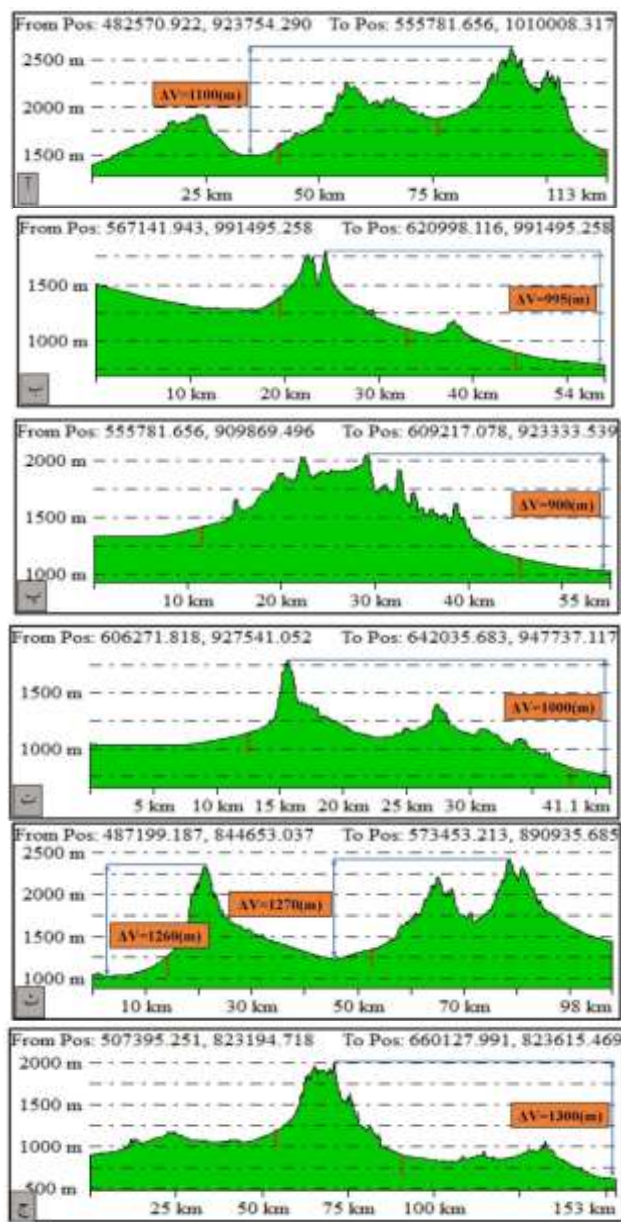 From Pos: 482570.922, 923754.290 To Pos: 555781.656, 1010008.317
2500 m
ΔV=1100(m)
2000 m
1500 m
آ
25 km 50 km 75 km 113 km
From Pos: 567141.943, 991495.258 To Pos: 620998.116, 991495.258
1500 m
ΔV=995(m)
1000 m
ب
10 km 20 km 30 km 40 km 54 km
From Pos: 555781.656, 909869.496 To Pos: 609217.078, 923333.539
2000 m
ΔV=900(m)
1500 m
1000 m
پ
10 km 20 km 30 km 40 km 55 km
From Pos: 606271.818, 927541.052 To Pos: 642035.683, 947737.117
1500 m
ΔV=1000(m)
1000 m
ت
5 km 10 km 15 km 20 km 25 km 30 km 41.1 km
From Pos: 487199.187, 844653.037 To Pos: 573453.213, 890935.685
2500 m
2000 m
ΔV=1270(m)
ΔV=1260(m)
1500 m
1000 m
ث
10 km 30 km 50 km 70 km 98 km
From Pos: 507395.251, 823194.718 To Pos: 660127.991, 823615.469
2000 m
1500 m
ΔV=1300(m)
1000 m
500 m
ج
25 km 50 km 75 km 100 km 153 km